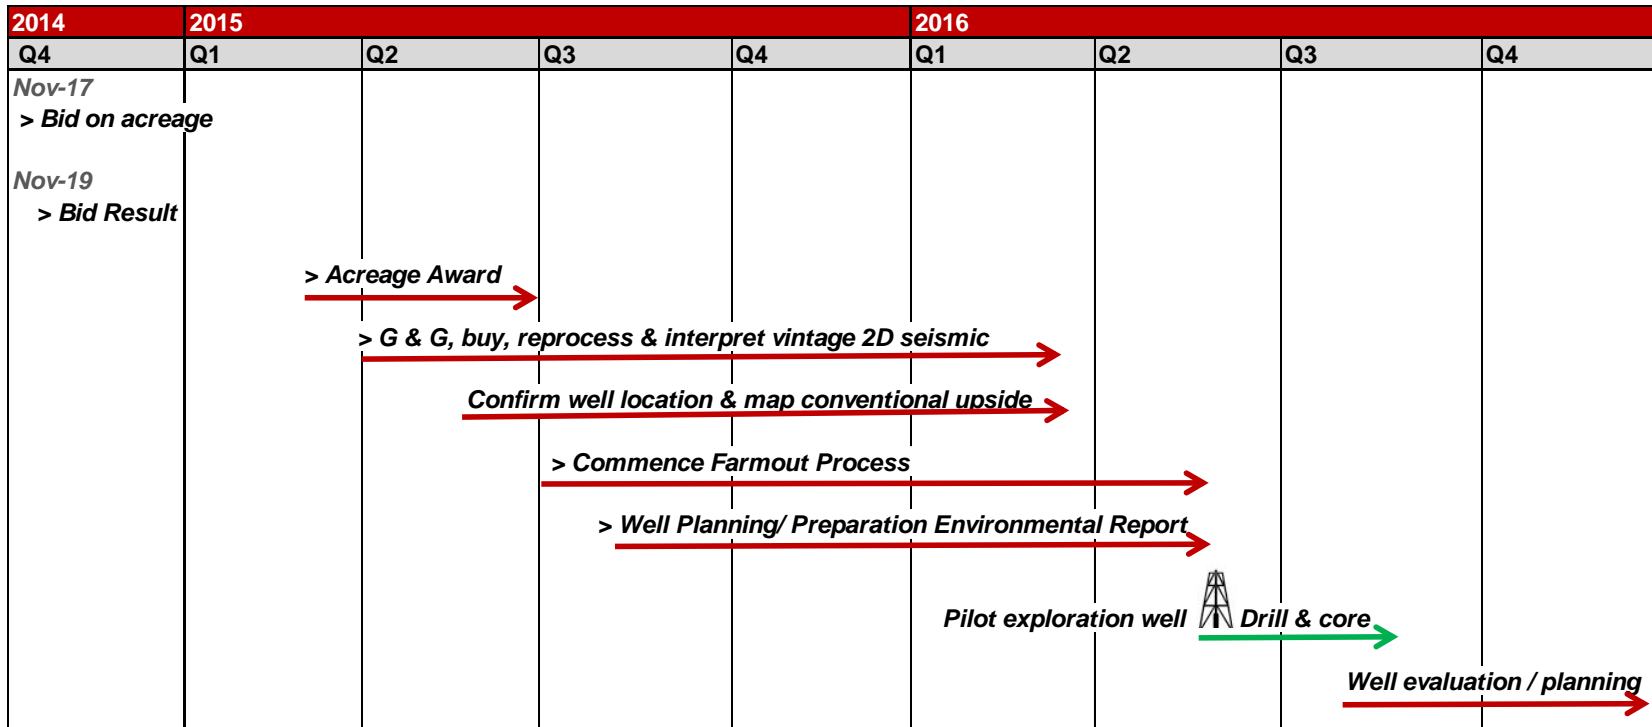 2014 2015 2016
Q4 Q1 Q2 Q3 Q4 Q1 Q2 Q3 Q4
Nov-17
> Bid on acreage
Nov-19
> Bid Result
> Acreage Award
> G & G, buy, reprocess & interpret vintage 2D seismic
Confirm well location & map conventional upside
> Commence Farmout Process
> Well Planning/ Preparation Environmental Report
Pilot exploration well Drill & core
Well evaluation / planning